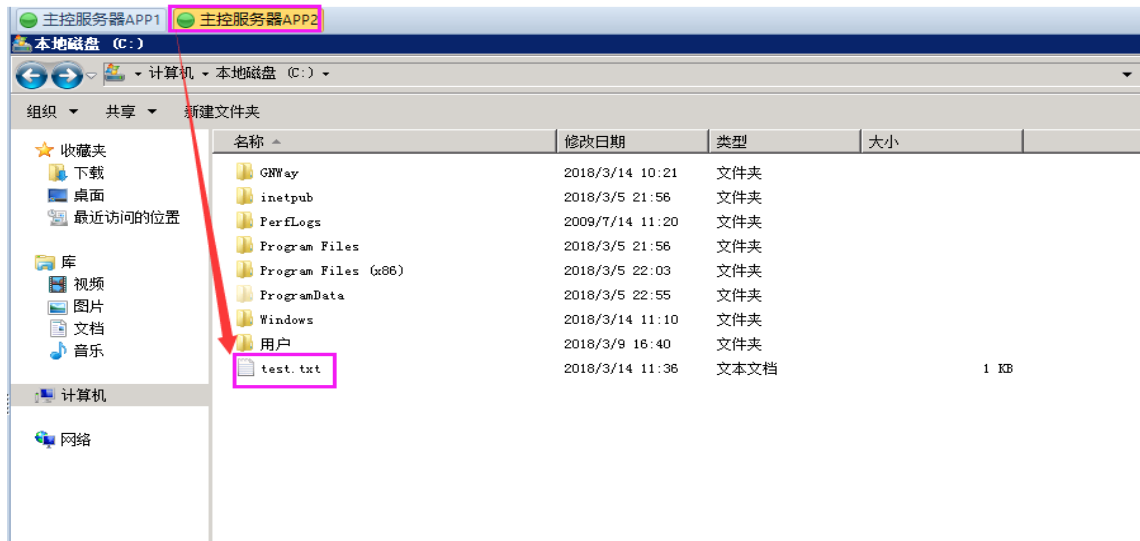 主控服务器APP1 主控服务器APP2
本地磁盘 (C:)
计算机 本地磁盘 (C:)
组织 共享 新建文件夹
名称 修改日期 类型 大小
收藏夹
下载
桌面
最近访问的位置
库
视频
图片
文档
音乐
计算机
网络
GNWay 2018/3/14 10:21 文件夹
inetpub 2018/3/5 21:56 文件夹
PerfLogs 2009/7/14 11:20 文件夹
Program Files 2018/3/5 21:56 文件夹
Program Files (x86) 2018/3/5 22:03 文件夹
ProgramData 2018/3/5 22:55 文件夹
Windows 2018/3/14 11:10 文件夹
用户 2018/3/9 16:40 文件夹
test.txt 2018/3/14 11:36 文本文档 1 KB